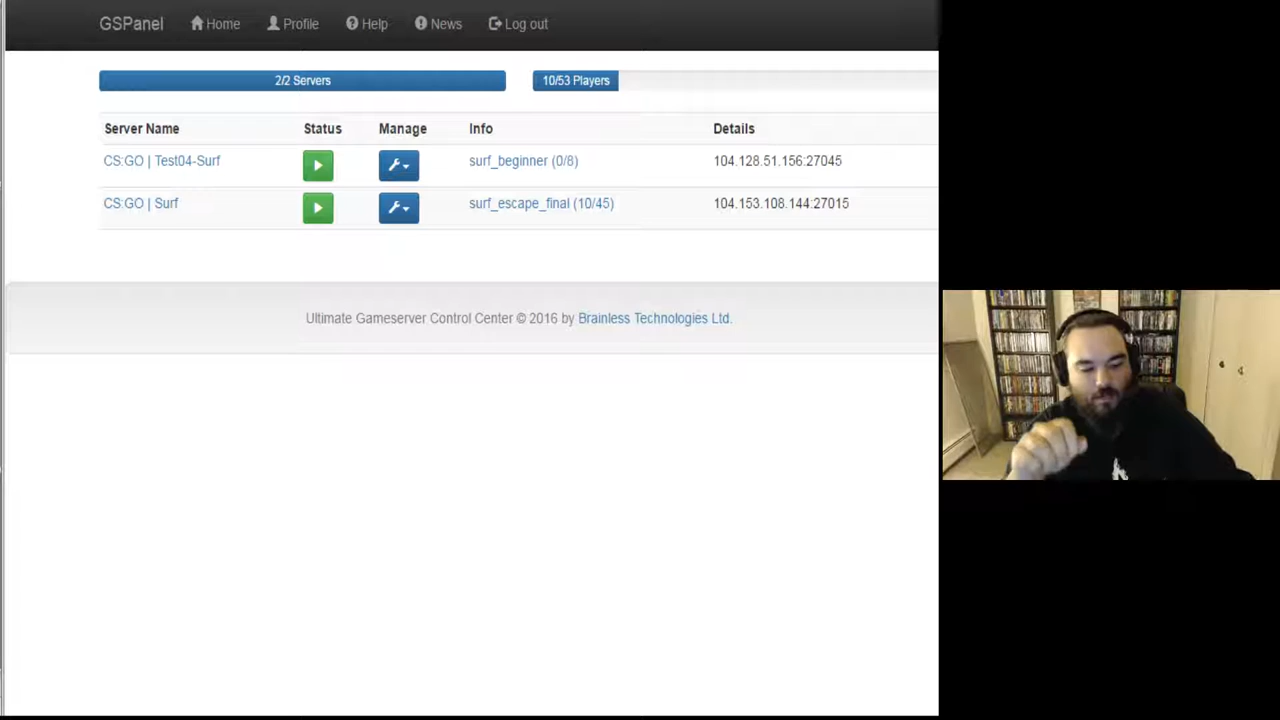 GSPanel Home Profile Help News Log out
2/2 Servers 10/53 Players
Server Name Status Manage Info Details
CS:GO | Test04-Surf surf_beginner (0/8) 104.128.51.156:27045
CS:GO | Surf surf_escape_final (10/45) 104.153.108.144:27015
Ultimate Gameserver Control Center © 2016 by Brainless Technologies Ltd.